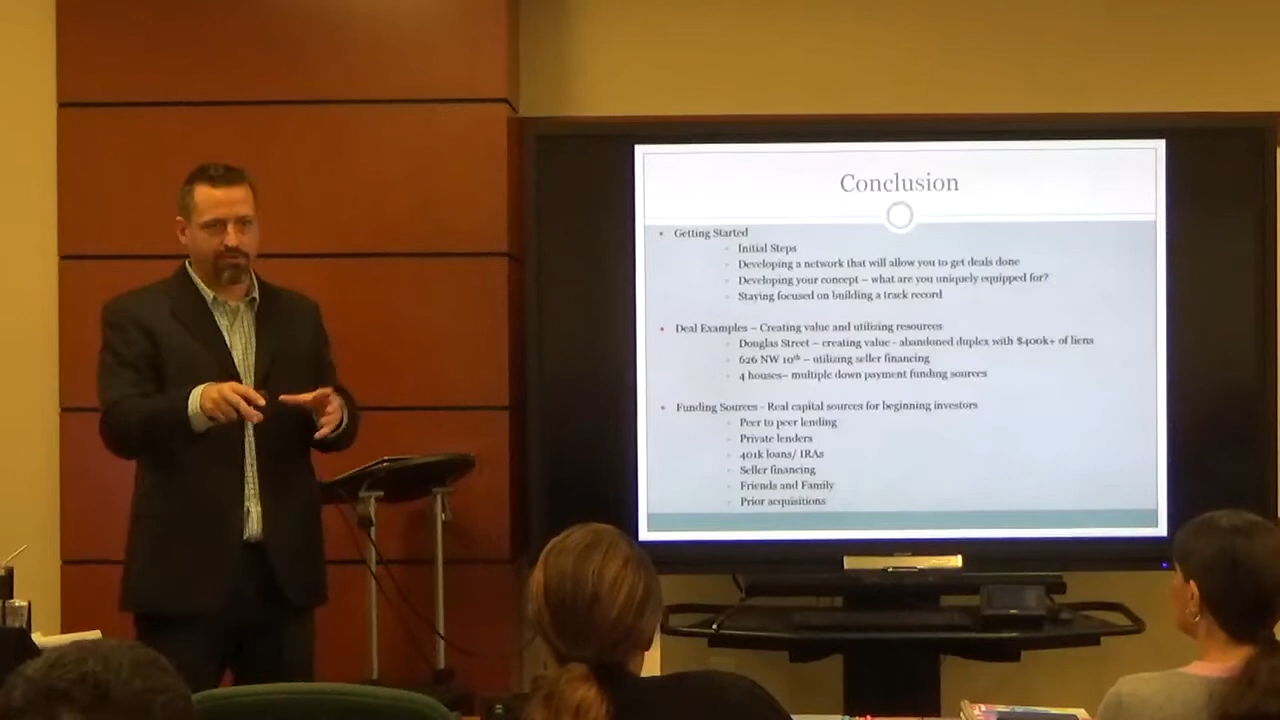 Conclusion
Getting Started
Initial Steps
Developing a network that will allow you to get deals done
Developing your concept – what are you uniquely equipped for?
Staying focused on building a track record
Deal Examples – Creating value and utilizing resources
Douglas Street – creating value - abandoned duplex with $400k+ of liens
626 NW 10th – utilizing seller financing
4 houses– multiple down payment funding sources
Funding Sources - Real capital sources for beginning investors
Peer to peer lending
Private lenders
401k loans/ IRAs
Seller financing
Friends and Family
Prior acquisitions